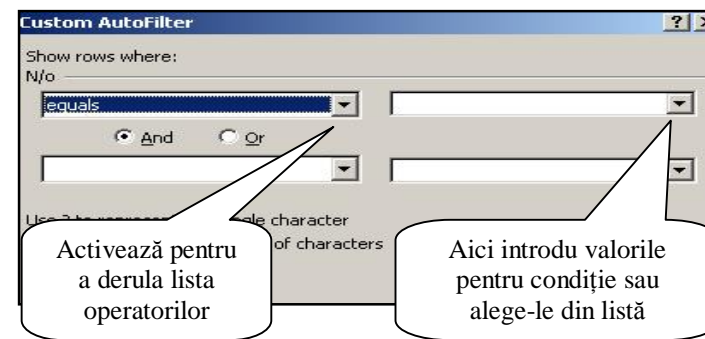 Custom AutoFilter
Show rows where:
N/o
equals
And Or
character
of characters
Activează pentru
a derula lista
operatorilor
Aici introdu valorile
pentru condiție sau
alege-le din listă